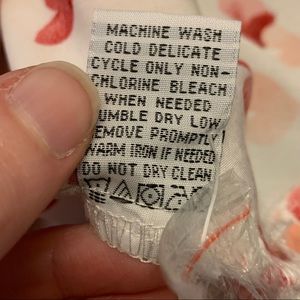 MACHINE WASH
COLD DELICATE
CYCLE ONLY NON-
CHLORINE BLEACH
WHEN NEEDED
UMBLE DRY LOW
REMOVE PROMPTLY
WARM IRON IF NEEDED
DO NOT DRY CLEAN